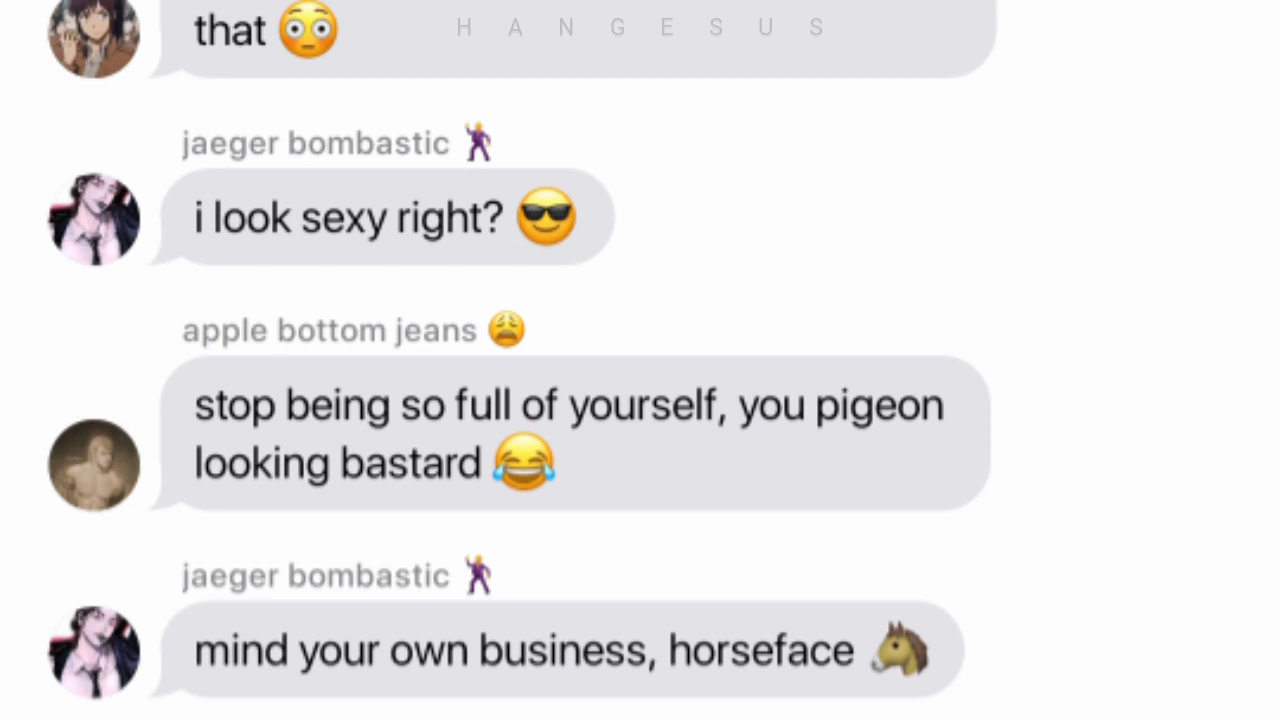 that 😳
H A N G E S U S
jaeger bombastic 🕺
i look sexy right? 😎
apple bottom jeans 😩
stop being so full of yourself, you pigeon
looking bastard 😂
jaeger bombastic 🕺
mind your own business, horseface 🐴